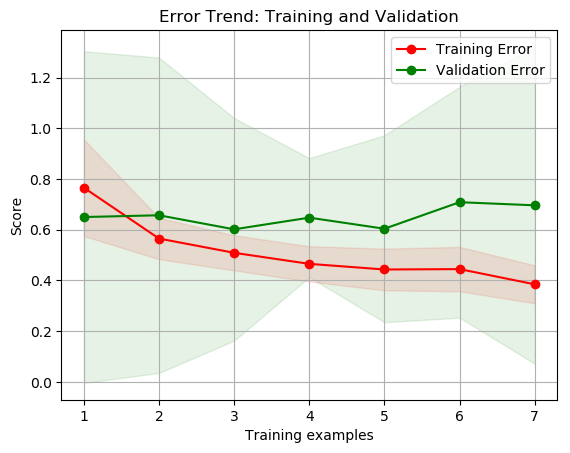 Error Trend: Training and Validation
Training Error
Validation Error
1.2
1.0
0.8
0.6
0.4
0.2
0.0
Score
1 2 3 4 5 6 7
Training examples